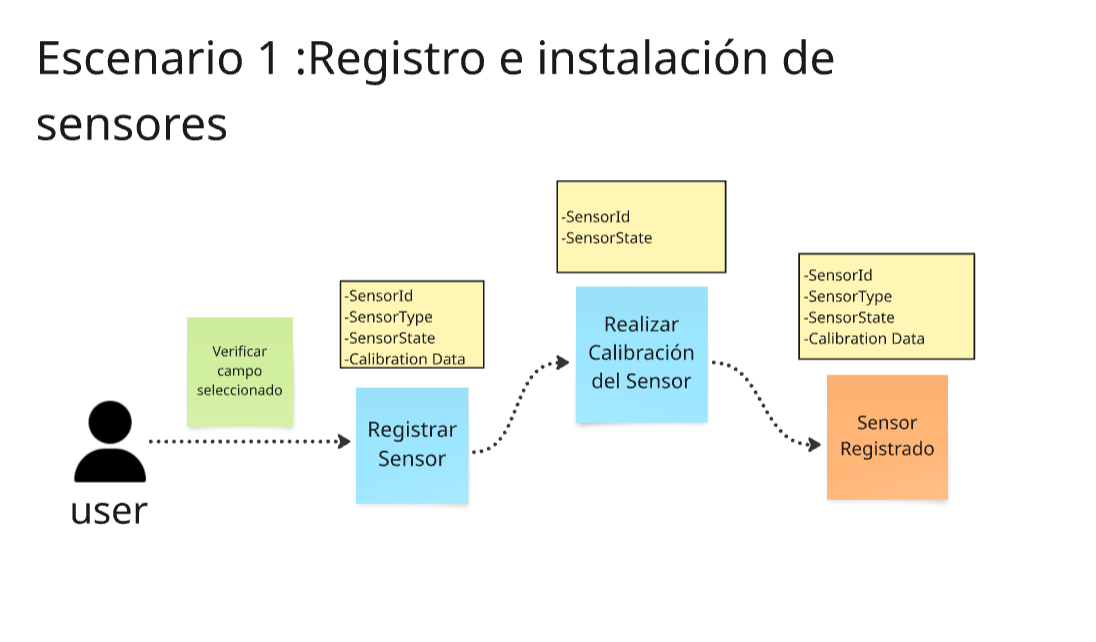 Escenario 1 :Registro e instalación de
sensores
-SensorId
-SensorState
-SensorId
-SensorType
-SensorState
-Calibration Data
-SensorId
-SensorType
-SensorState
-Calibration Data
Verificar
campo
seleccionado
Registrar
Sensor
Realizar
Calibración
del Sensor
Sensor
Registrado
user